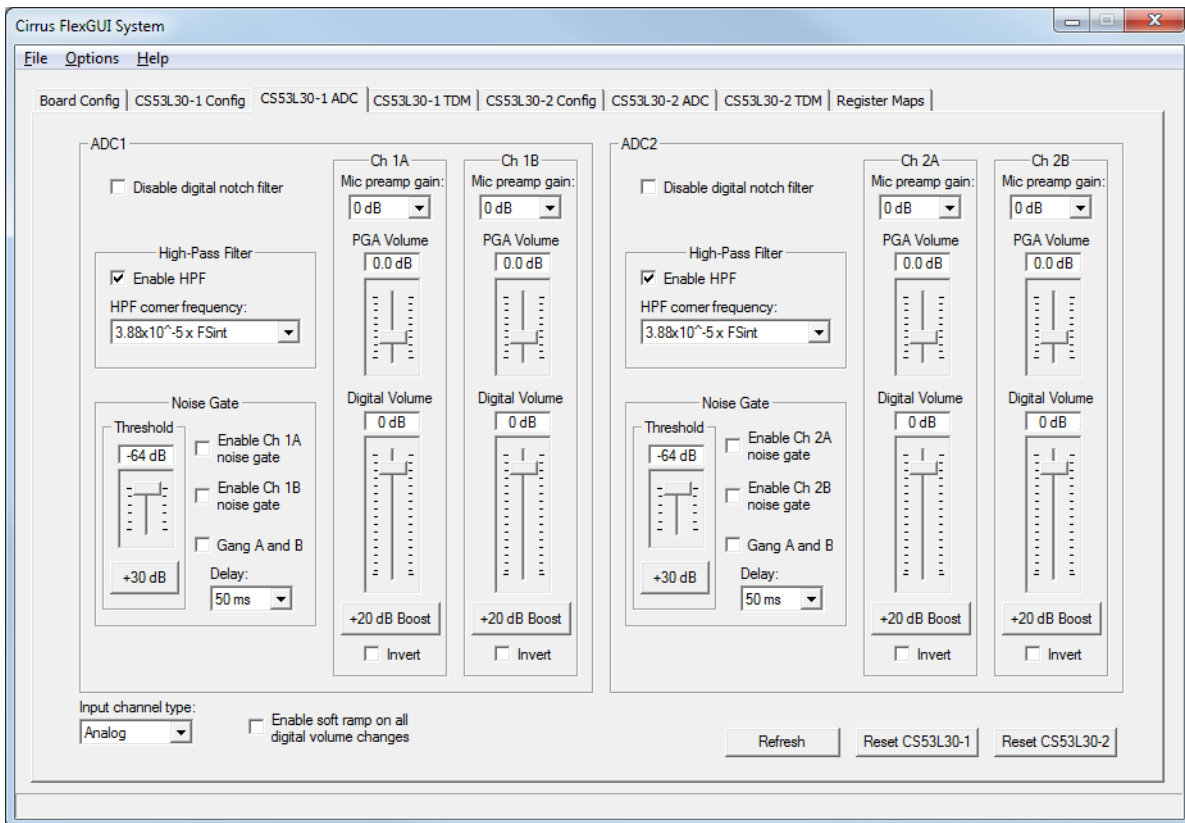 Cirrus FlexGUI System
File Options Help
Board Config CS53L30-1 Config CS53L30-1 ADC CS53L30-1 TDM CS53L30-2 Config CS53L30-2 ADC CS53L30-2 TDM Register Maps
ADC1
Disable digital notch filter
High-Pass Filter
Enable HPF
HPF corner frequency:
3.88x10^-5 x FSint
Noise Gate
Threshold
-64 dB
+30 dB
Enable Ch 1A
noise gate
Enable Ch 1B
noise gate
Gang A and B
Delay:
50 ms
Ch 1A
Mic preamp gain:
0 dB
PGA Volume
0.0 dB
Digital Volume
0 dB
+20 dB Boost
Invert
Ch 1B
Mic preamp gain:
0 dB
PGA Volume
0.0 dB
Digital Volume
0 dB
+20 dB Boost
Invert
ADC2
Disable digital notch filter
High-Pass Filter
Enable HPF
HPF corner frequency:
3.88x10^-5 x FSint
Noise Gate
Threshold
-64 dB
+30 dB
Enable Ch 2A
noise gate
Enable Ch 2B
noise gate
Gang A and B
Delay:
50 ms
Ch 2A
Mic preamp gain:
0 dB
PGA Volume
0.0 dB
Digital Volume
0 dB
+20 dB Boost
Invert
Ch 2B
Mic preamp gain:
0 dB
PGA Volume
0.0 dB
Digital Volume
0 dB
+20 dB Boost
Invert
Input channel type:
Analog
Enable soft ramp on all
digital volume changes
Refresh
Reset CS53L30-1
Reset CS53L30-2